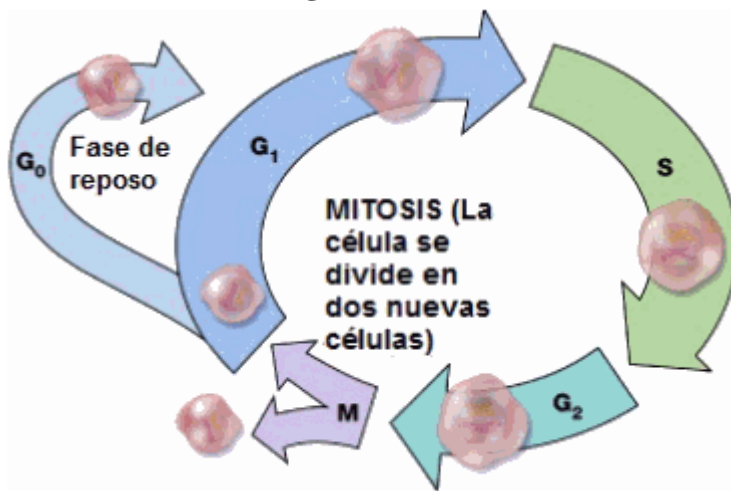 G₀
Fase de
reposo
G₁
S
MITOSIS (La
célula se
divide en
dos nuevas
células)
M
G₂